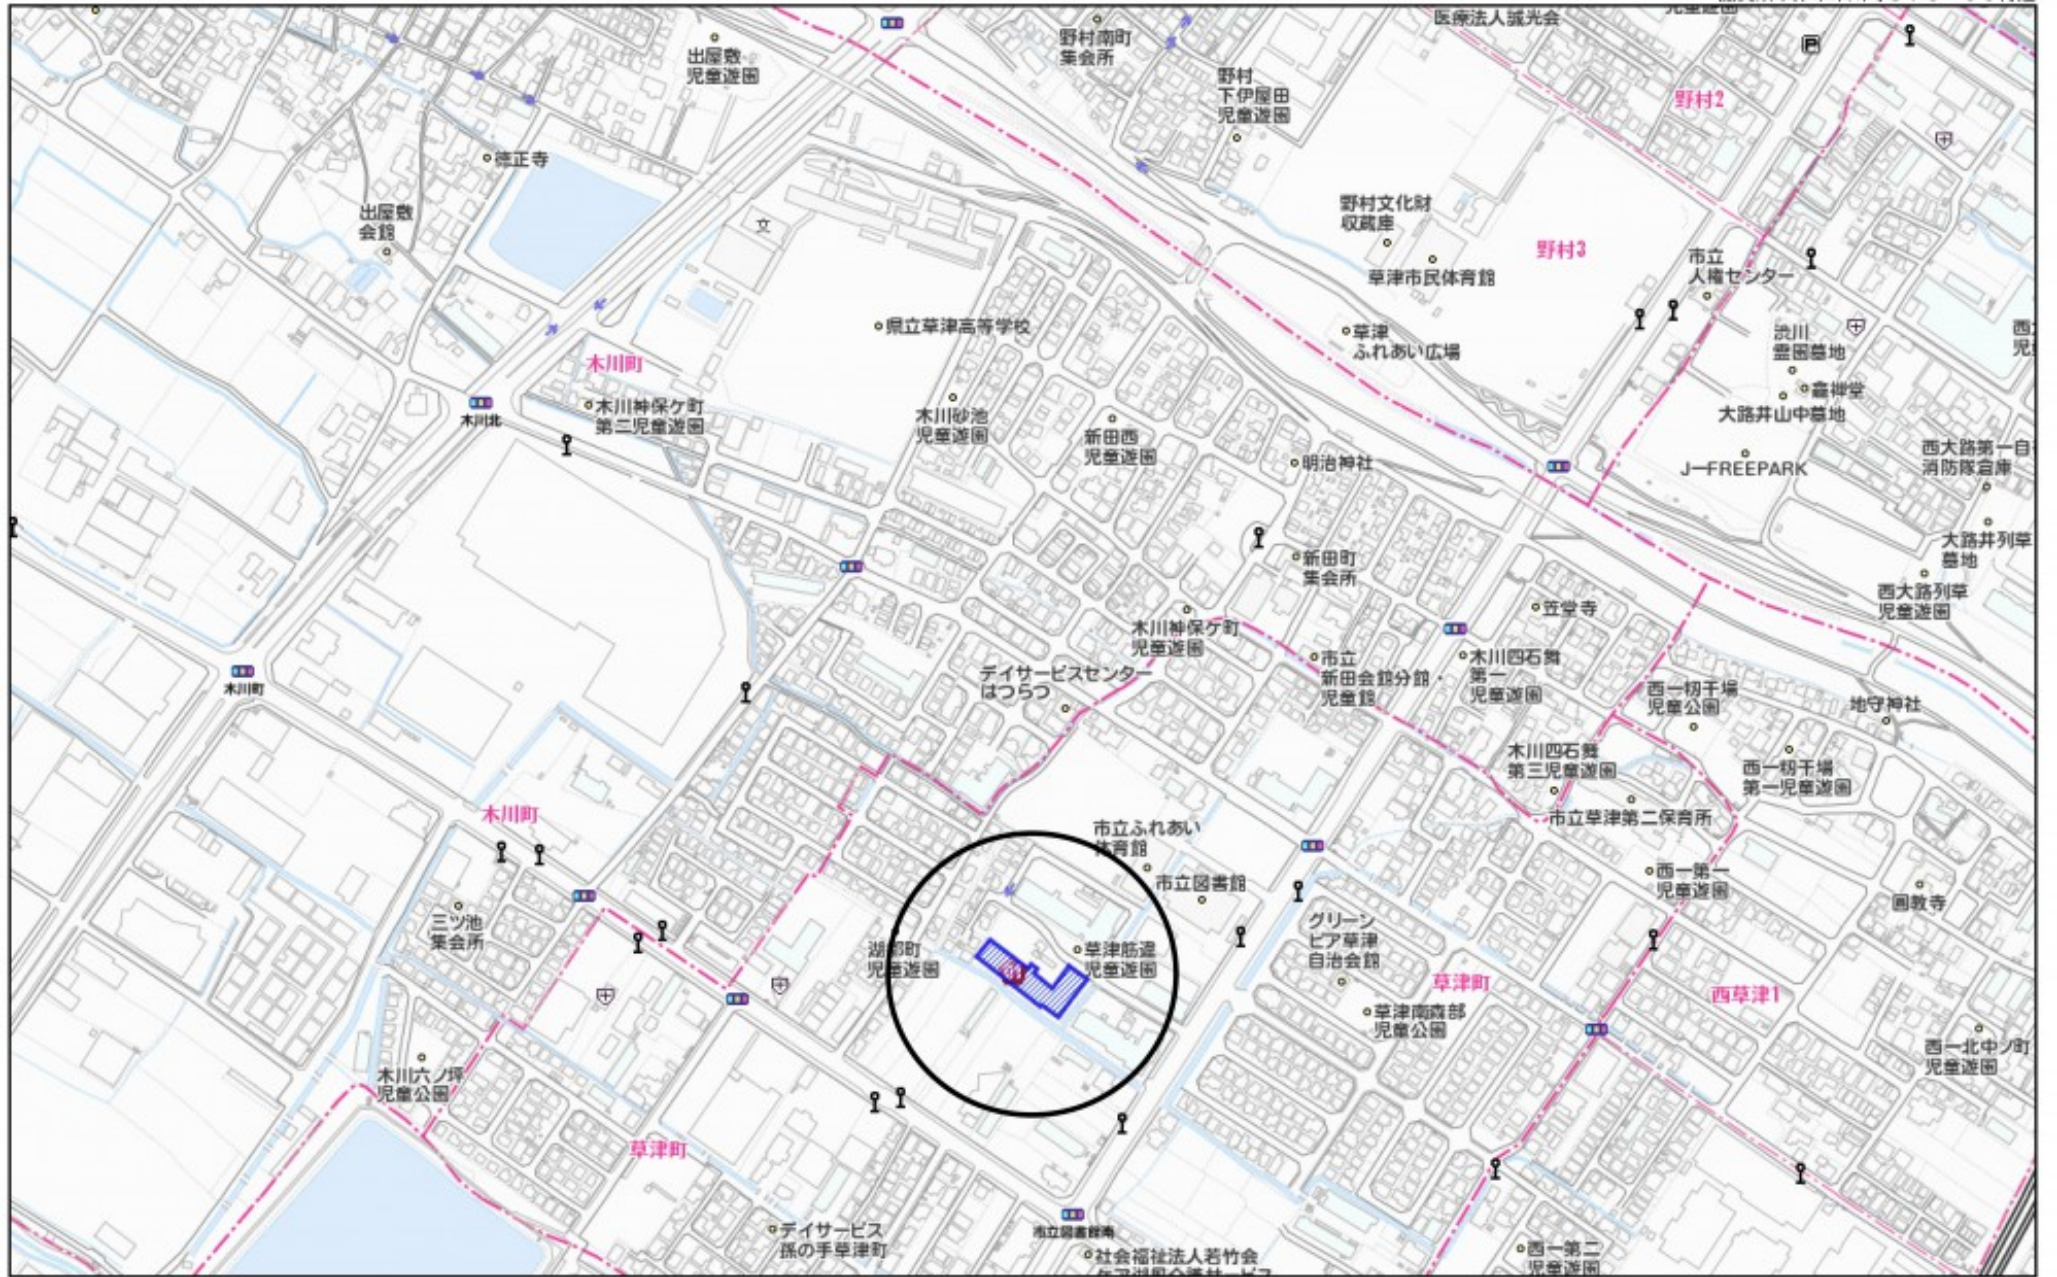 医療法人誠光会
野村南町
集会所
出屋敷
児童遊園
野村
下伊屋田
児童遊園
野村2
徳正寺
出屋敷
会館
野村文化財
収蔵庫
野村3
草津市民体育館
市立
人権センター
県立草津高等学校
草津
ふれあい広場
渋川
霊園墓地
木川町
龕禅堂
大路井山中墓地
木川北
木川神保ケ町
第二児童遊園
木川砂池
児童遊園
新田西
児童遊園
明治神社
J−FREEPARK
西大路第一自
消防隊倉庫
大路井列草
墓地
新田町
集会所
西大路列草
児童遊園
笠堂寺
木川神保ケ町
児童遊園
市立
新田会館分館・
児童館
木川四石舞
第一
児童遊園
デイサービスセンター
はつらつ
木川町
西一籾干場
児童公園
地守神社
木川四石舞
第三児童遊園
西一籾干場
第一児童遊園
木川町
市立草津第二保育所
市立ふれあい
体育館
市立図書館
西一第一
児童遊園
圓教寺
三ツ池
集会所
グリーン
ピア草津
自治会館
湖都町
児童遊園
草津筋違
児童遊園
草津町
西草津1
草津南森部
児童公園
西一北中ノ町
児童遊園
木川六ノ坪
児童公園
草津町
デイサービス
孫の手草津町
市立図書館南
社会福祉法人若竹会
西一第二
児童遊園